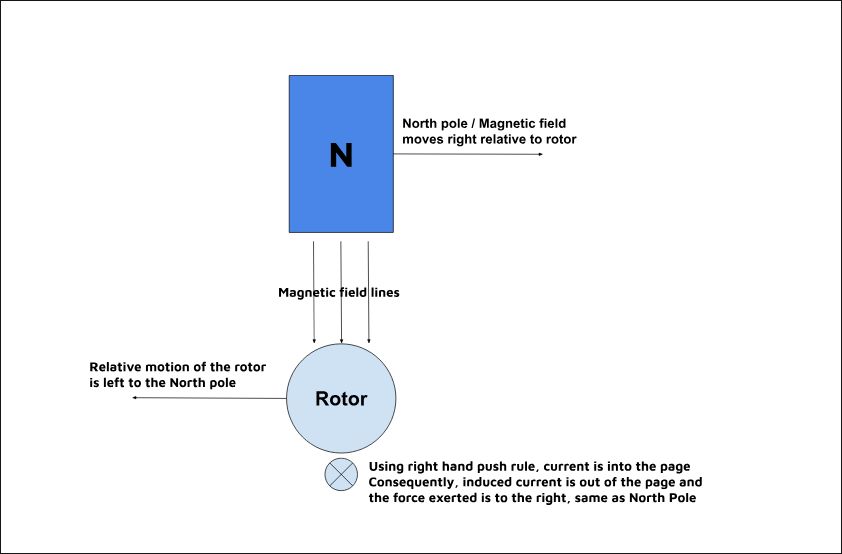 North pole / Magnetic field
moves right relative to rotor
N
Magnetic field lines
Relative motion of the rotor
is left to the North pole
Rotor
Using right hand push rule, current is into the page
Consequently, induced current is out of the page and
the force exerted is to the right, same as North Pole